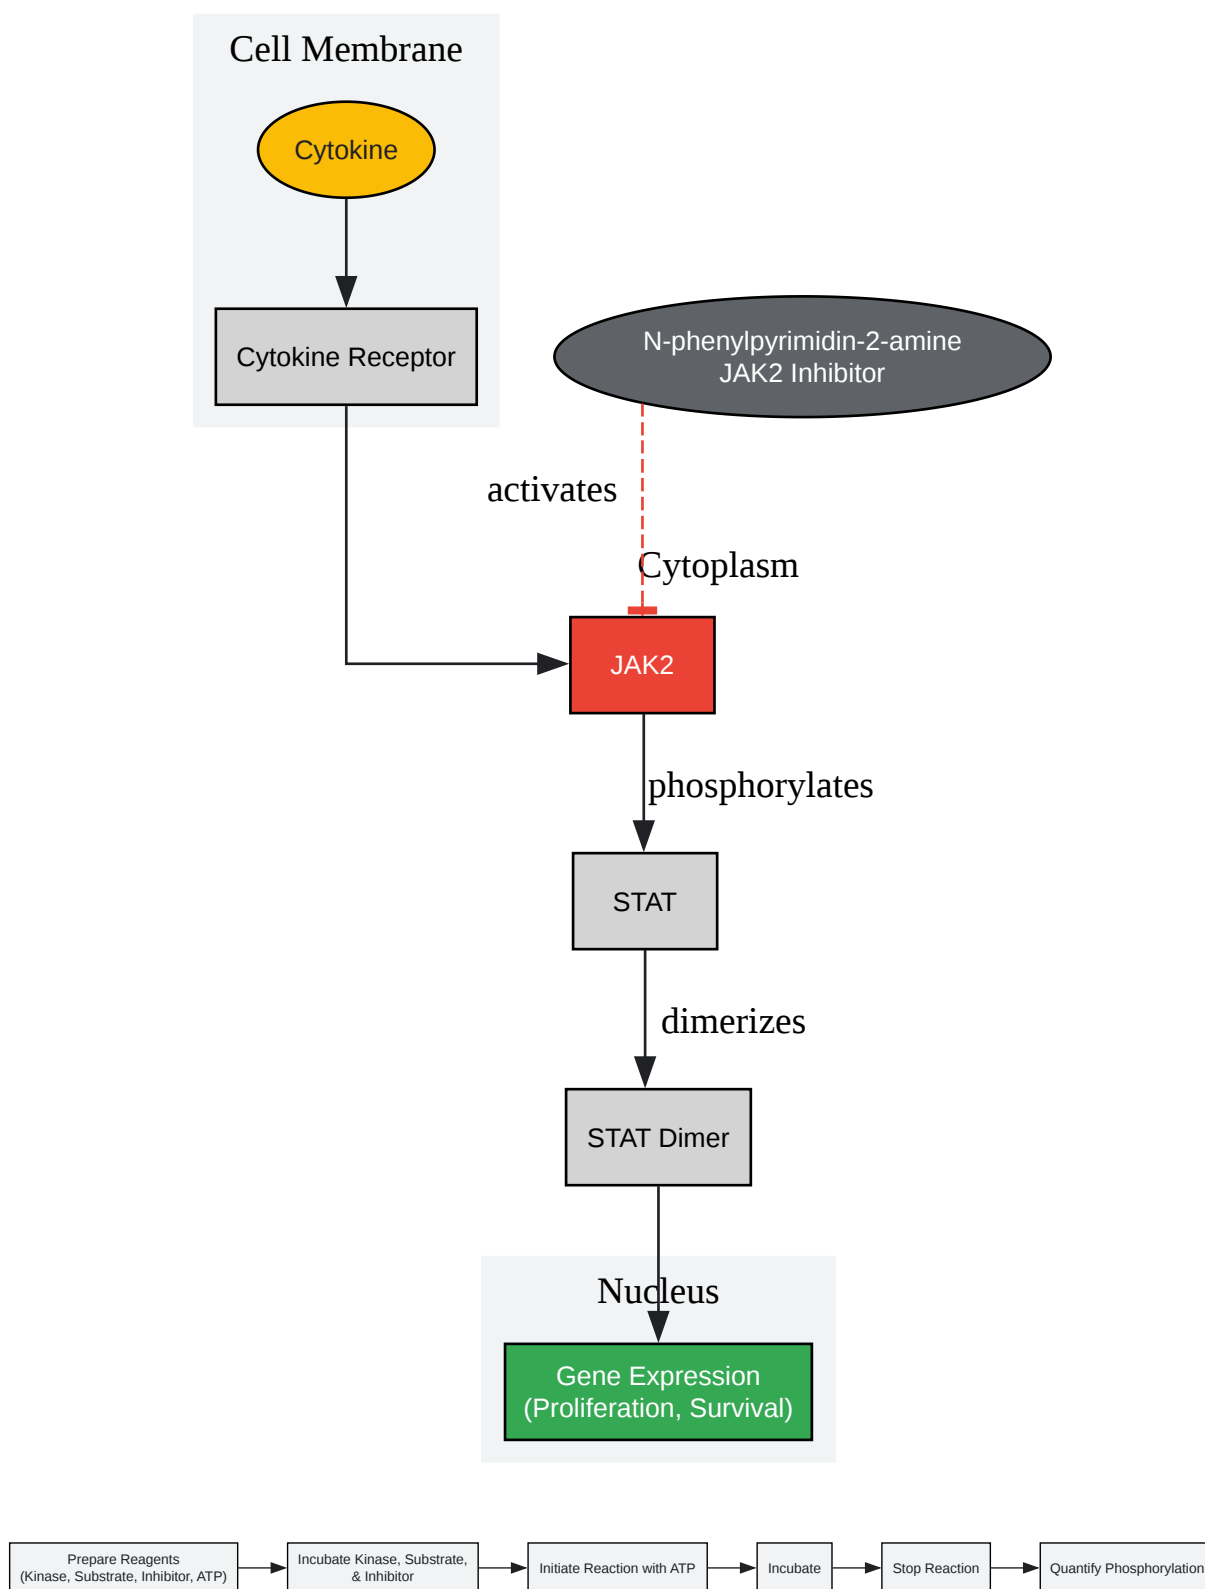 Cell Membrane
Cytokine
Cytokine Receptor
N-phenylpyrimidin-2-amine
JAK2 Inhibitor
activates
Cytoplasm
JAK2
phosphorylates
STAT
dimerizes
STAT Dimer
Nucleus
Gene Expression
(Proliferation, Survival)
Prepare Reagents
(Kinase, Substrate, Inhibitor, ATP)
Incubate Kinase, Substrate,
& Inhibitor
Initiate Reaction with ATP
Incubate
Stop Reaction
Quantify Phosphorylation